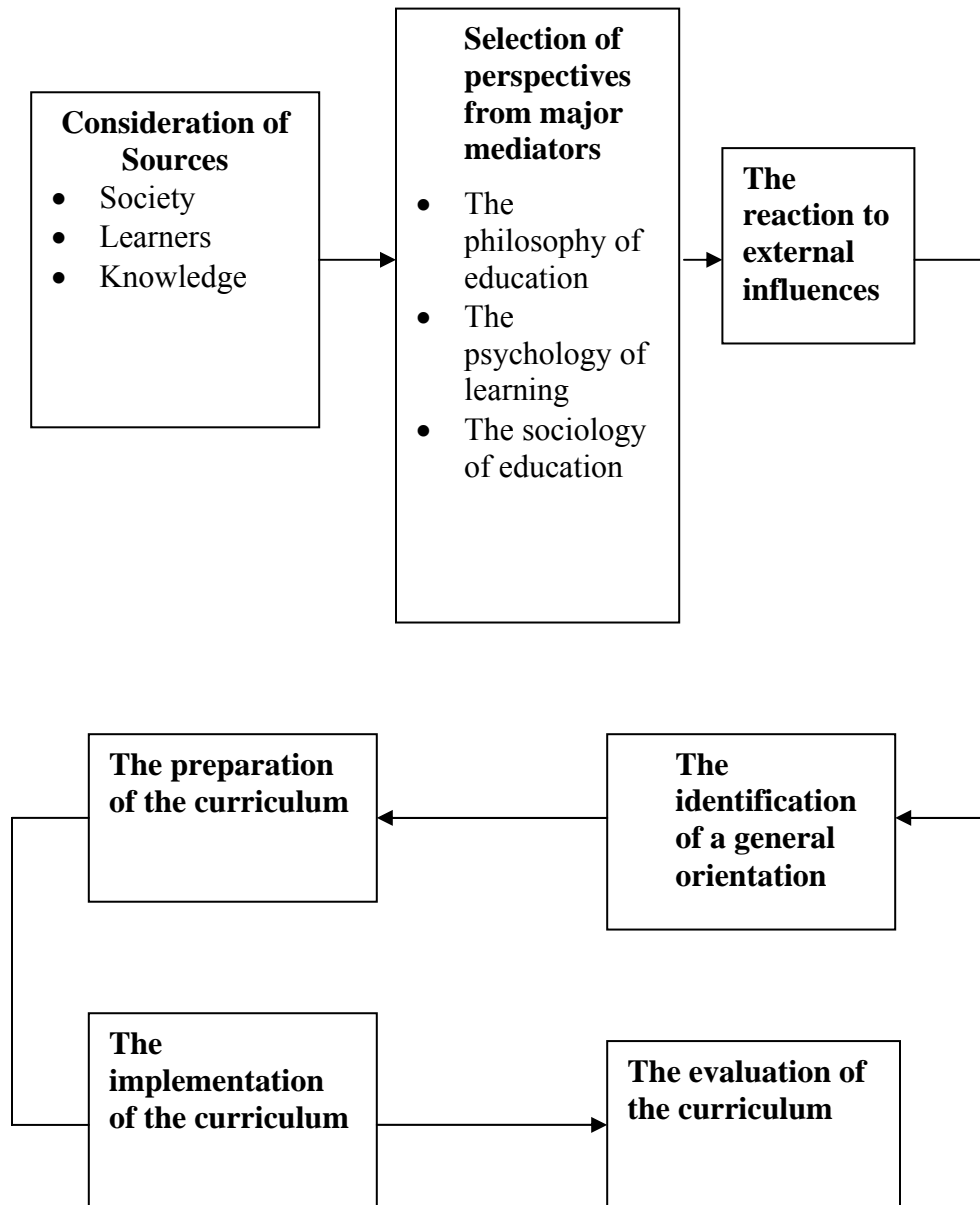 Consideration of
Sources
• Society
• Learners
• Knowledge
Selection of
perspectives
from major
mediators
• The
philosophy of
education
• The
psychology of
learning
• The sociology
of education
The
reaction to
external
influences
The
identification
of a general
orientation
The preparation
of the curriculum
The
implementation
of the curriculum
The evaluation of
the curriculum